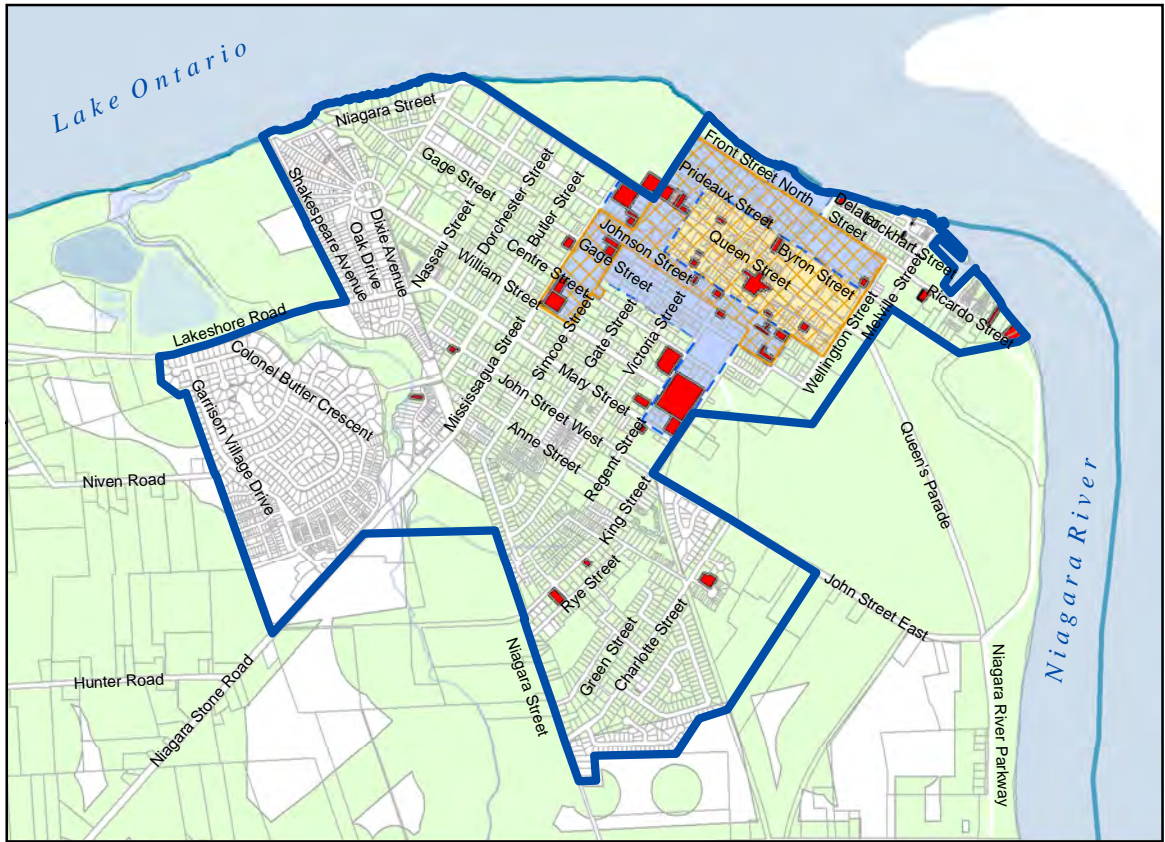 Lake Ontario
Niagara Street
Front Street North
Prideaux Street
Gage Street
Shakespeare Avenue
Dixie Avenue
Oak Drive
Nassau Street
Dorchester Street
Butler Street
William Street
Centre Street
Johnson Street
Gage Street
Queen Street
Byron Street
Delater
Street
Lockhart Street
Ricardo Street
Melville Street
Wellington Street
Lakeshore Road
Colonel Butler Crescent
Garrison Village Drive
Mississagua Street
Simcoe Street
Gate Street
Victoria Street
Mary Street
John Street West
Anne Street
Regent Street
King Street
Niven Road
Queen's Parade
Niagara River
Rye Street
John Street East
Green Street
Charlotte Street
Niagara Street
Hunter Road
Niagara Stone Road
Niagara River Parkway